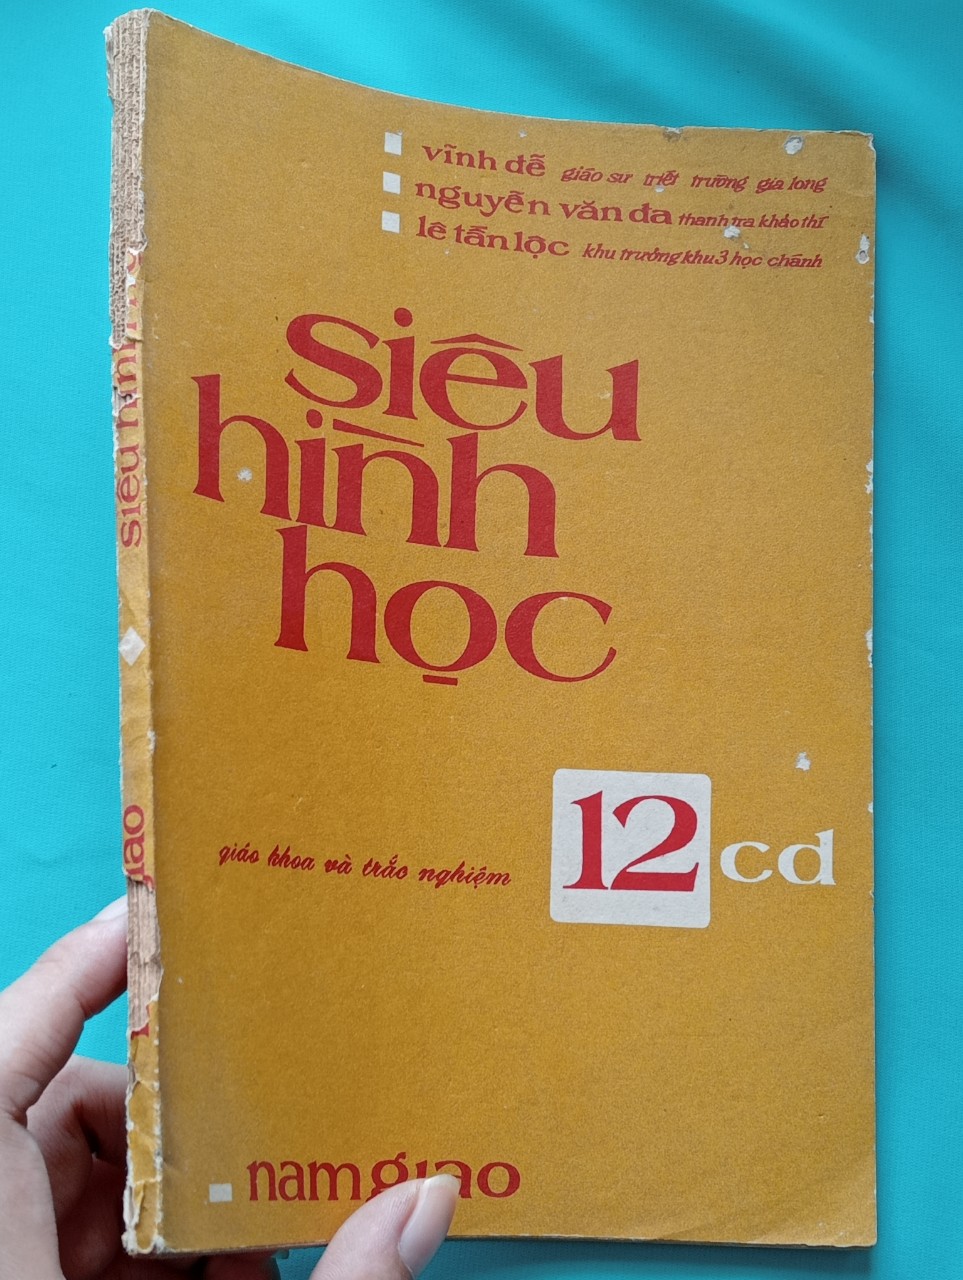 vĩnh đễ giáo sư triết trường gia long
nguyễn văn đa thanh tra khảo thí
lê tấn lộc khu trưởng khu 3 học chánh
siêu
hình
học
giáo khoa và trắc nghiệm
12 cd
nam giao
siêu hình học
giao